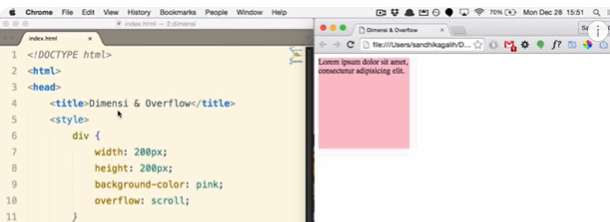 Chrome File Edit View History Bookmarks People Window Help
70% Mon Dec 28 15:51
index.html — 2.dimensi
index.html
<!DOCTYPE html>
<html>
<head>
<title>Dimensi & Overflow</title>
<style>
div {
width: 200px;
height: 200px;
background-color: pink;
overflow: scroll;
}
1
2
3
4
5
6
7
8
9
10
11
Dimensi & Overflow
file:///Users/sandhikagalih/D...
f?
Lorem ipsum dolor sit amet,
consectetur adipisicing elit.